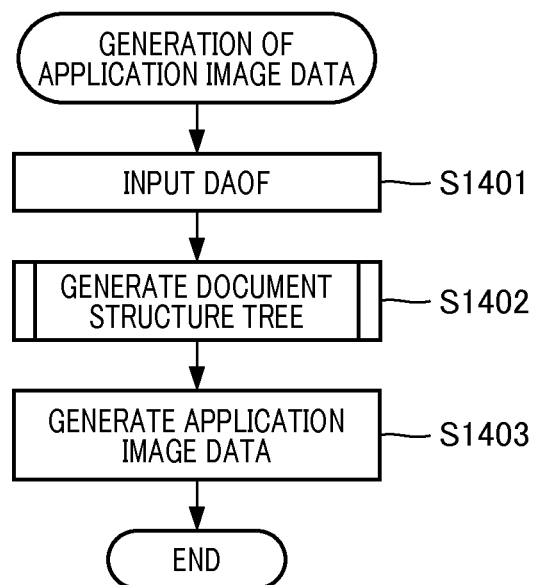 GENERATION OF
APPLICATION IMAGE DATA
INPUT DAOF
S1401
GENERATE DOCUMENT
STRUCTURE TREE
S1402
GENERATE APPLICATION
IMAGE DATA
S1403
END